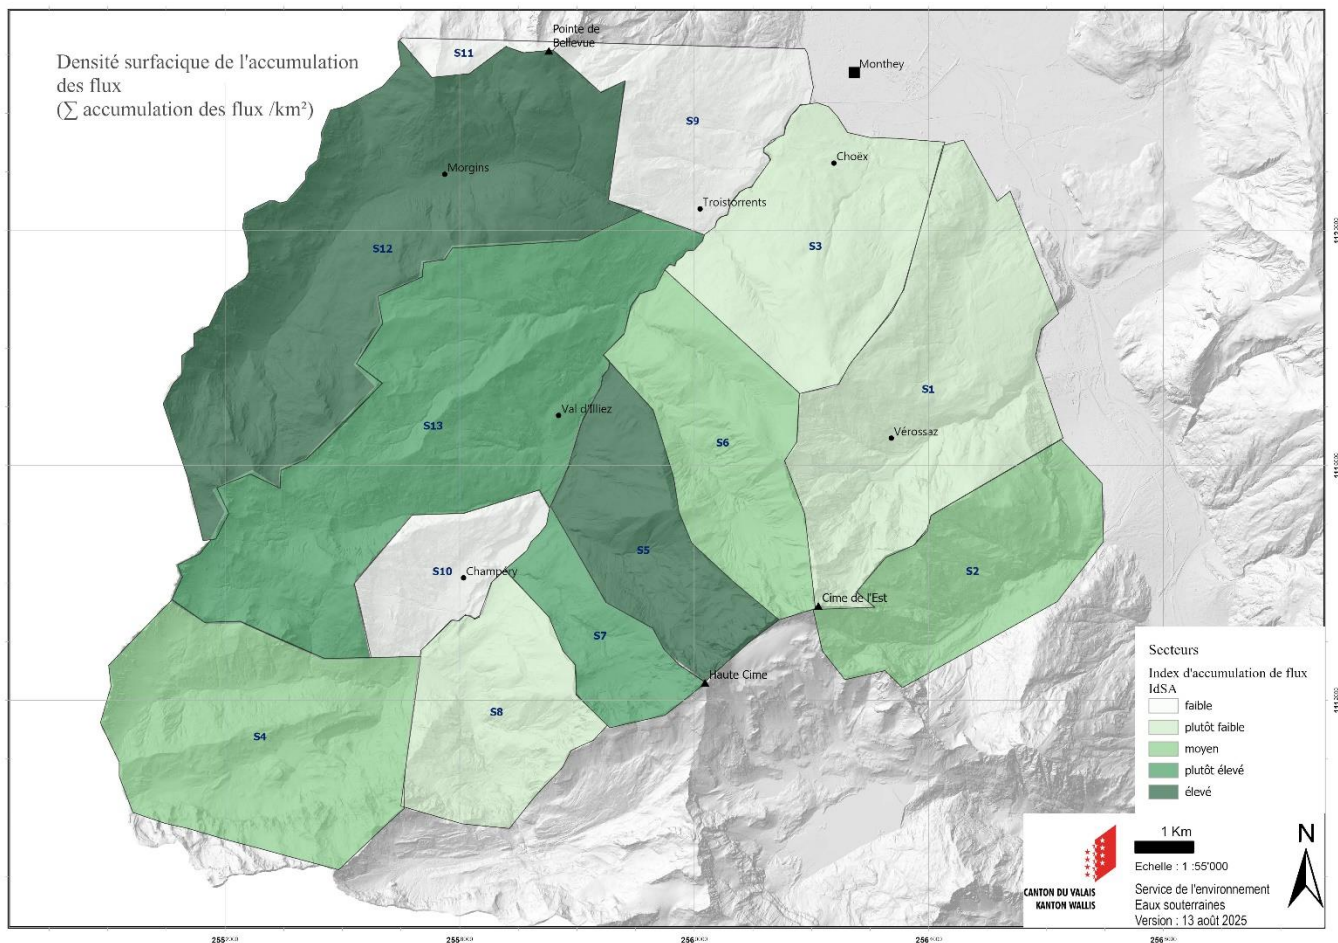 Densité surfacique de l'accumulation
des flux
(∑ accumulation des flux /km²)
Pointe de
Bellevue
S11
Monthey
S9
Choëx
Morgins
Troistorrents
S12
S3
S1
Val d'Illiez
S13
Vérossaz
S6
S5
S10
Champéry
S2
Cime de l'Est
S7
Haute Cime
S8
S4
Secteurs
Index d'accumulation de flux
IdSA
faible
plutôt faible
moyen
plutôt élevé
élevé
1 Km
Echelle : 1 :55'000
N
CANTON DU VALAIS
KANTON WALLIS
Service de l'environnement
Eaux souterraines
Version : 13 août 2025